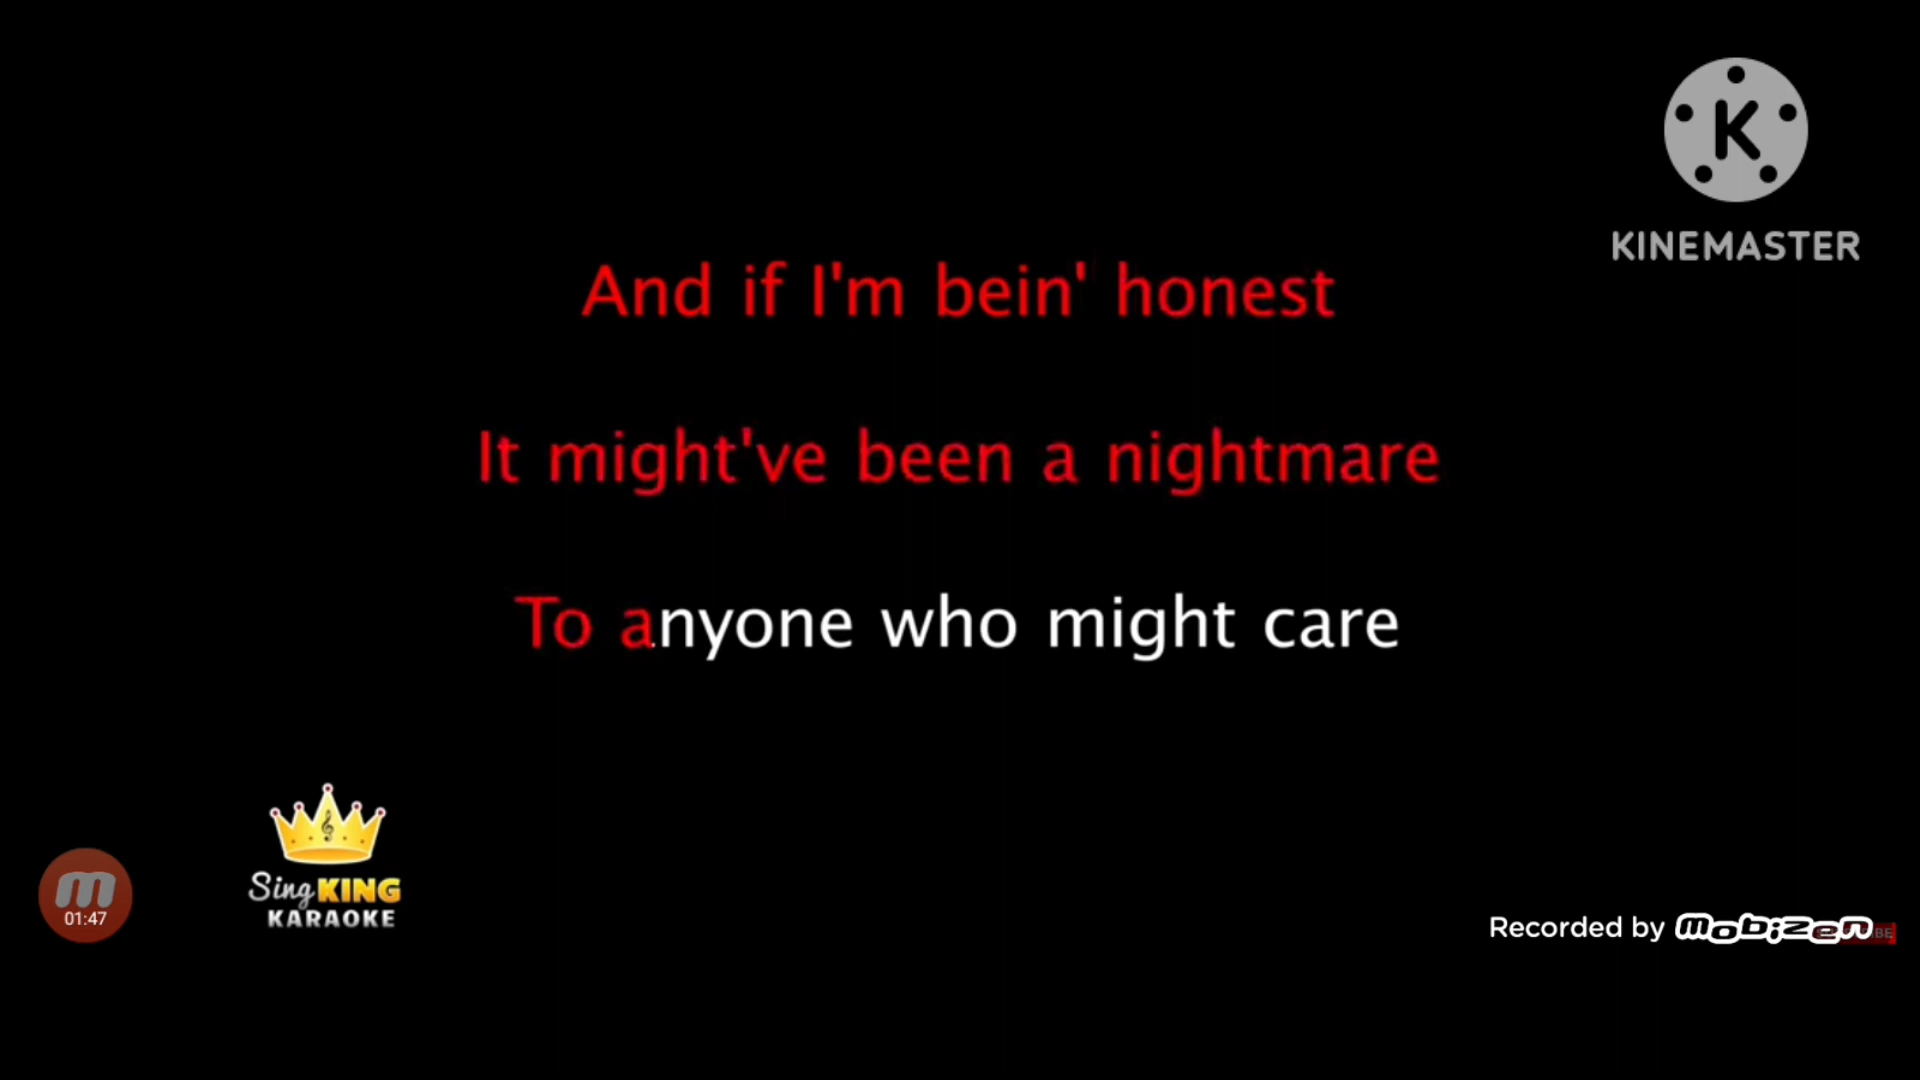 K
KINEMASTER
And if I'm bein' honest
It might've been a nightmare
To anyone who might care
Sing KING
KARAOKE
m
01:47
Recorded by mobizen